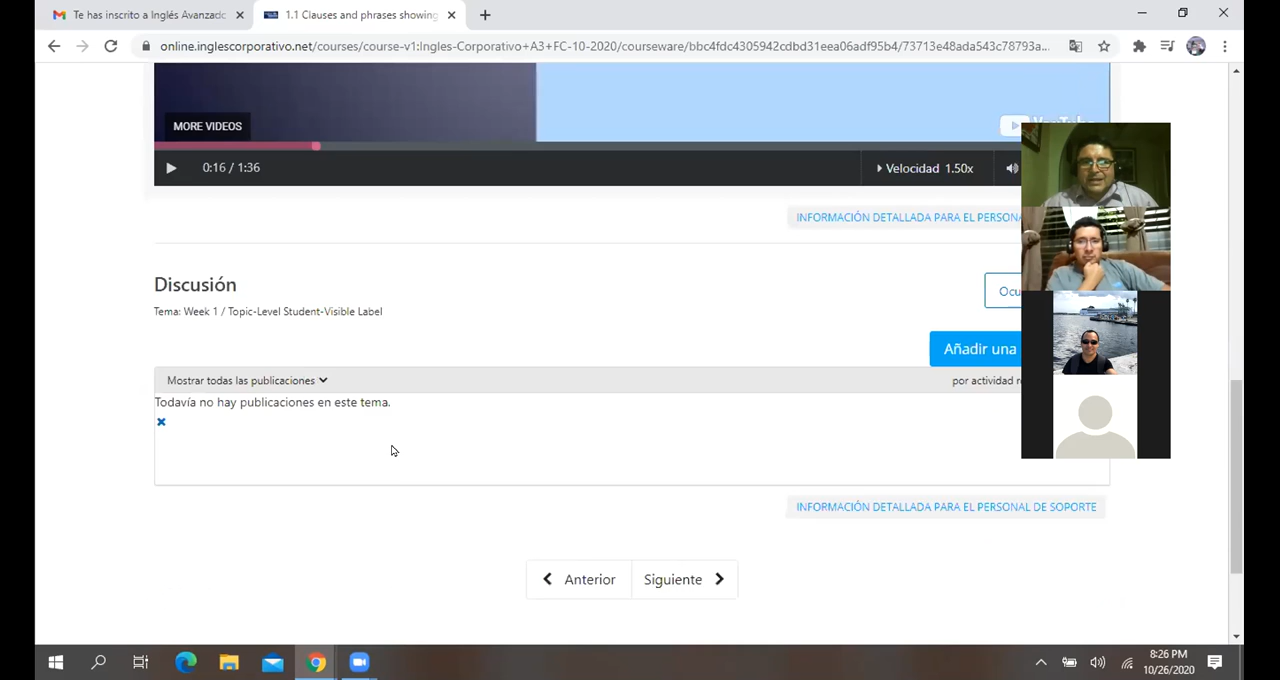 Te has inscrito a Inglés Avanzado
1.1 Clauses and phrases showing
online.inglescorporativo.net/courses/course-v1:Ingles-Corporativo+A3+FC-10-2020/courseware/bbc4fdc4305942cdbd31eea06adf95b4/73713e48ada543c78793a...
MORE VIDEOS
YouTube
0:16 / 1:36
Velocidad 1.50x
INFORMACIÓN DETALLADA PARA EL PERSONA
Discusión
Ocu
Tema: Week 1 / Topic-Level Student-Visible Label
Añadir una
Mostrar todas las publicaciones
por actividad re
Todavía no hay publicaciones en este tema.
INFORMACIÓN DETALLADA PARA EL PERSONAL DE SOPORTE
Anterior
Siguiente
8:26 PM
10/26/2020